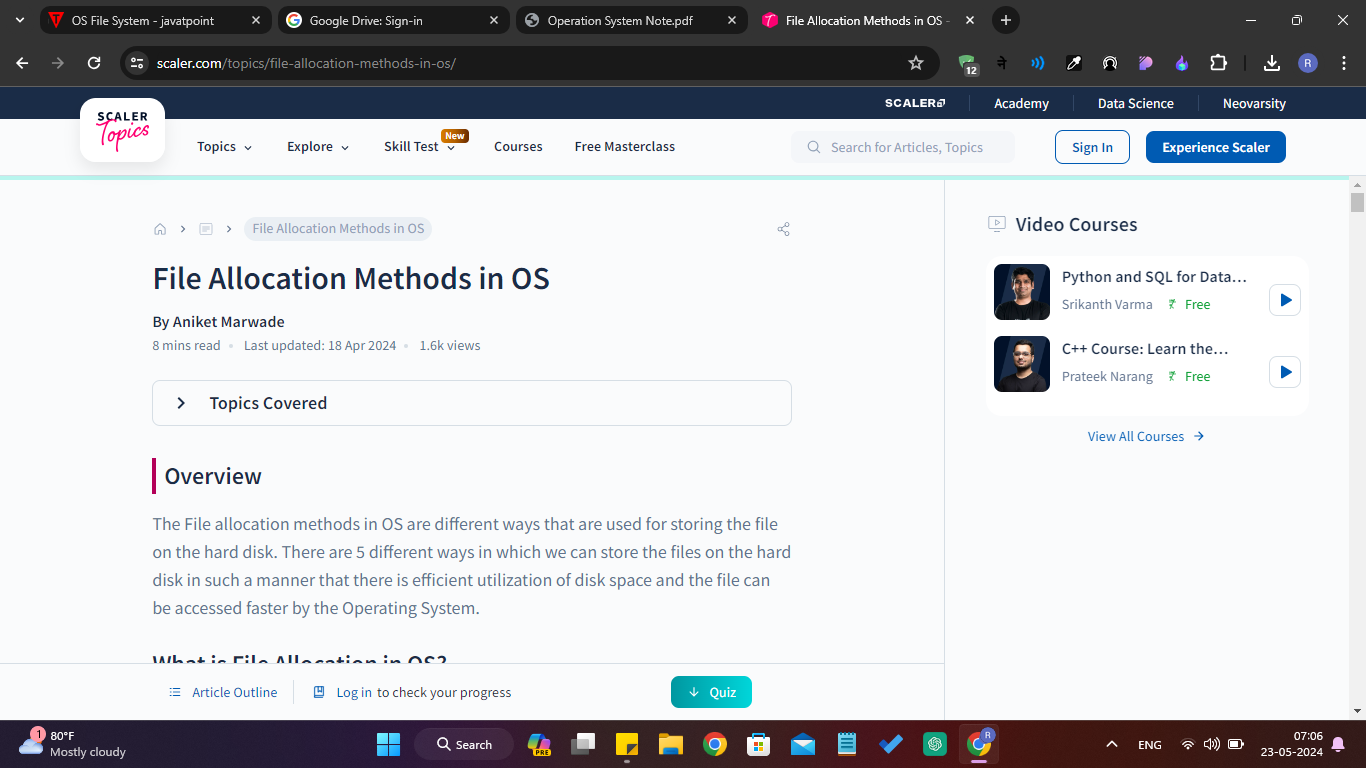 OS File System - javatpoint
Google Drive: Sign-in
Operation System Note.pdf
File Allocation Methods in OS -
scaler.com/topics/file-allocation-methods-in-os/
12
R
SCALER
Academy
Data Science
Neovarsity
SCALER
Topics
Topics
Explore
Skill Test
New
Courses
Free Masterclass
Search for Articles, Topics
Sign In
Experience Scaler
File Allocation Methods in OS
File Allocation Methods in OS
By Aniket Marwade
8 mins read
Last updated: 18 Apr 2024
1.6k views
Topics Covered
Overview
The File allocation methods in OS are different ways that are used for storing the file
on the hard disk. There are 5 different ways in which we can store the files on the hard
disk in such a manner that there is efficient utilization of disk space and the file can
be accessed faster by the Operating System.
What is File Allocation in OS?
Article Outline
Log in to check your progress
Quiz
Video Courses
Python and SQL for Data...
Srikanth Varma
Free
C++ Course: Learn the...
Prateek Narang
Free
View All Courses
1
80°F
Mostly cloudy
Search
PRE
R
ENG
07:06
23-05-2024